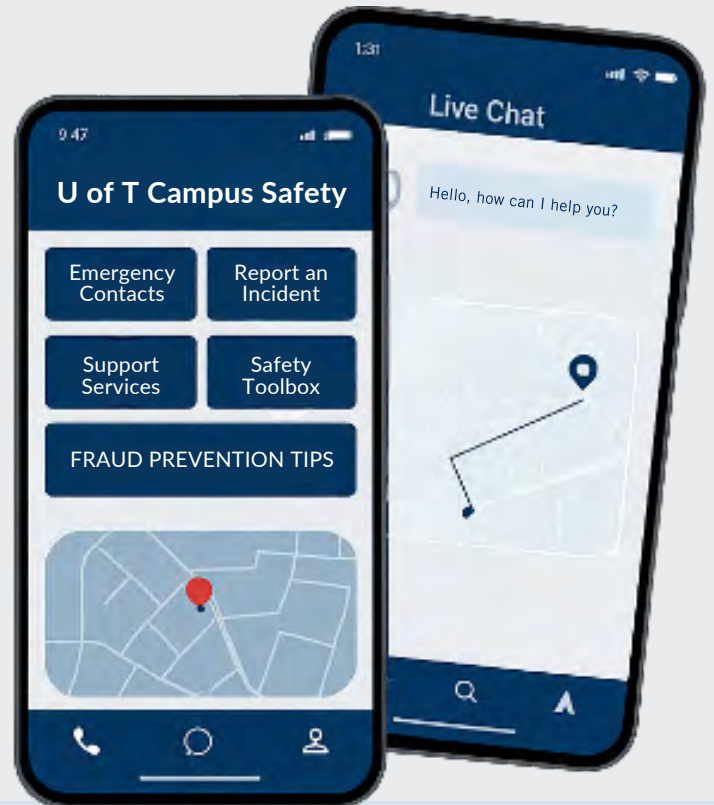 9:47
U of T Campus Safety
Emergency
Contacts
Report an
Incident
Support
Services
Safety
Toolbox
FRAUD PREVENTION TIPS
1:31
Live Chat
Hello, how can I help you?